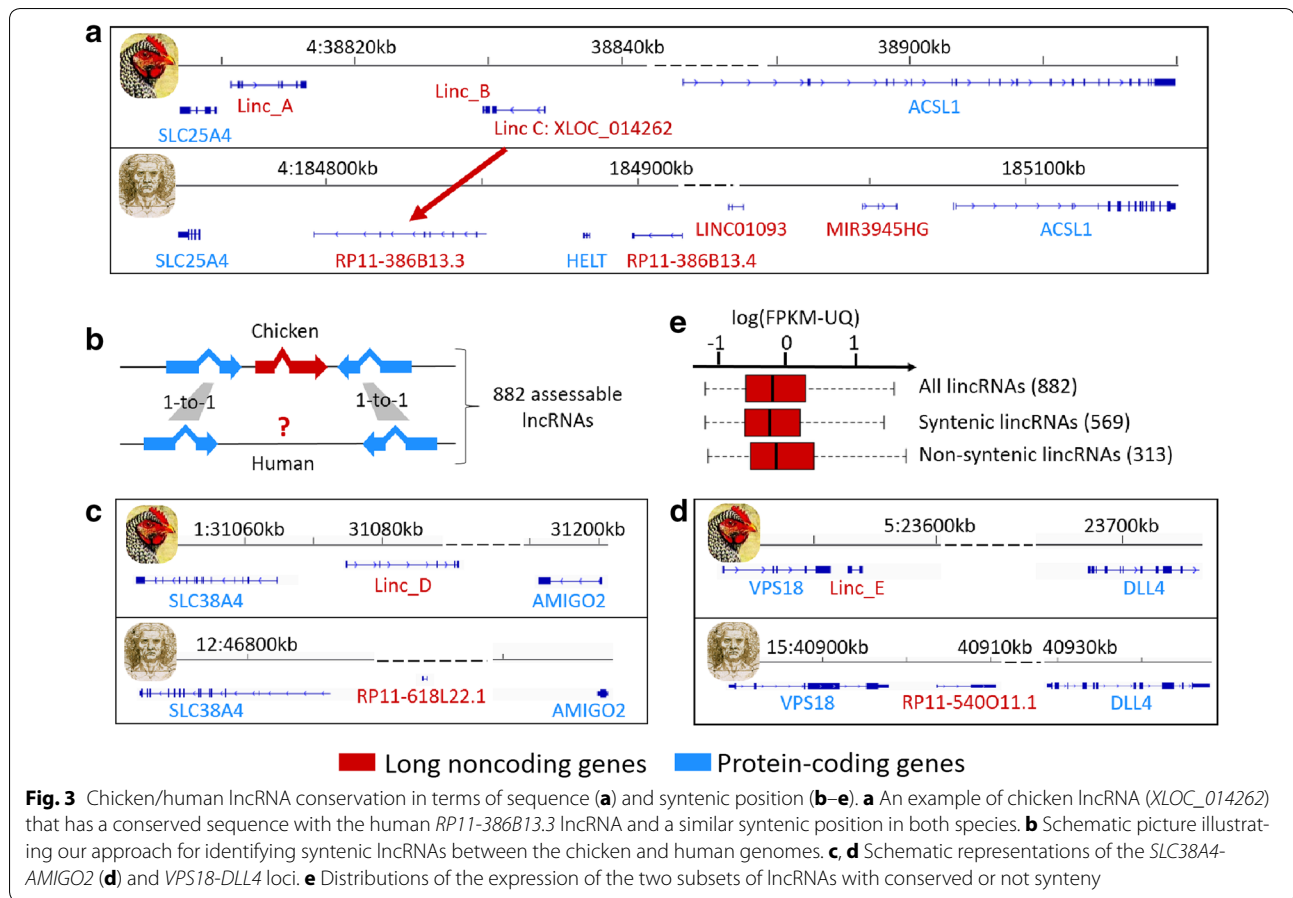 a
4:38820kb 38840kb 38900kb
Linc_A Linc_B ACSL1
SLC25A4 Linc C: XLOC_014262
4:184800kb 184900kb 185100kb
LINC01093 MIR3945HG ACSL1
SLC25A4 RP11-386B13.3 HELT RP11-386B13.4
b
Chicken
1-to-1 1-to-1
?
Human
882 assessable
lncRNAs
e
log(FPKM-UQ)
-1 0 1
All lincRNAs (882)
Syntenic lincRNAs (569)
Non-syntenic lincRNAs (313)
c
1:31060kb 31080kb 31200kb
SLC38A4 Linc_D AMIGO2
12:46800kb
SLC38A4 RP11-618L22.1 AMIGO2
d
5:23600kb 23700kb
VPS18 Linc_E DLL4
15:40900kb 40910kb 40930kb
VPS18 RP11-540O11.1 DLL4
Long noncoding genes Protein-coding genes
Fig. 3 Chicken/human lncRNA conservation in terms of sequence (a) and syntenic position (b–e). a An example of chicken lncRNA (XLOC_014262)
that has a conserved sequence with the human RP11-386B13.3 lncRNA and a similar syntenic position in both species. b Schematic picture illustrat-
ing our approach for identifying syntenic lncRNAs between the chicken and human genomes. c, d Schematic representations of the SLC38A4-
AMIGO2 (d) and VPS18-DLL4 loci. e Distributions of the expression of the two subsets of lncRNAs with conserved or not synteny